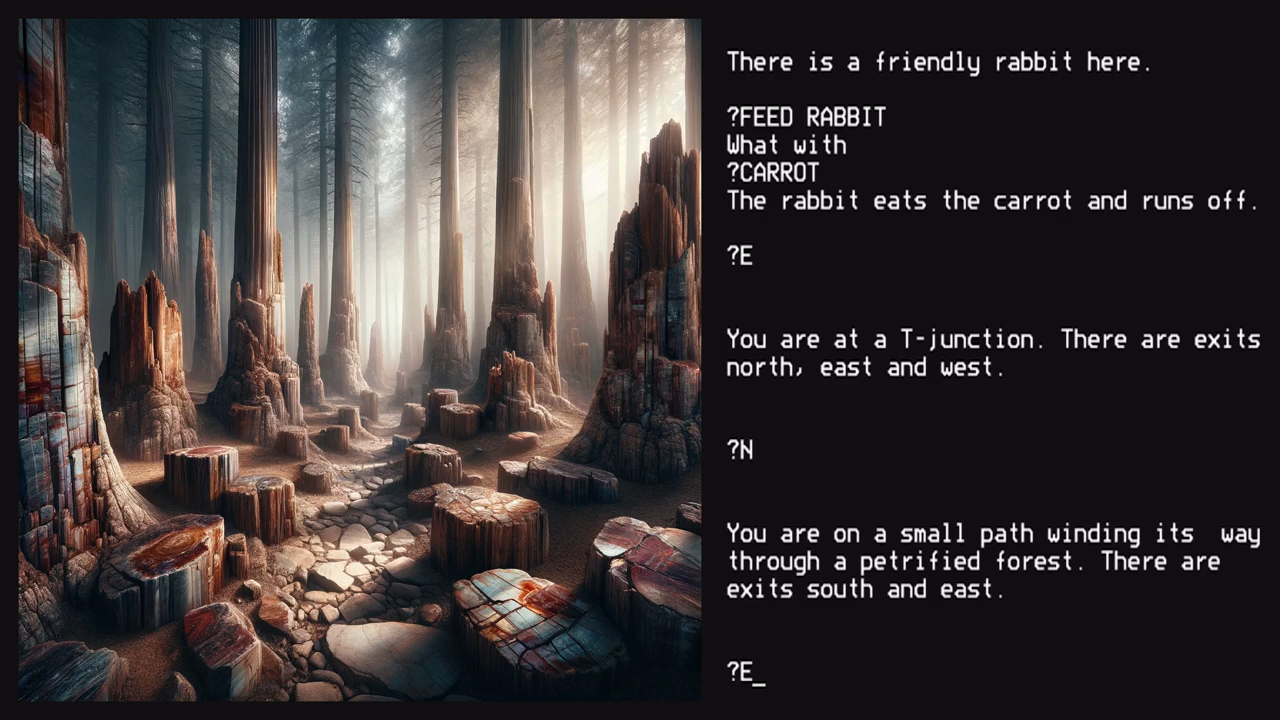 There is a friendly rabbit here.
?FEED RABBIT
What with
?CARROT
The rabbit eats the carrot and runs off.
?E
You are at a T-junction. There are exits
north, east and west.
?N
You are on a small path winding its  way
through a petrified forest. There are
exits south and east.
?E_